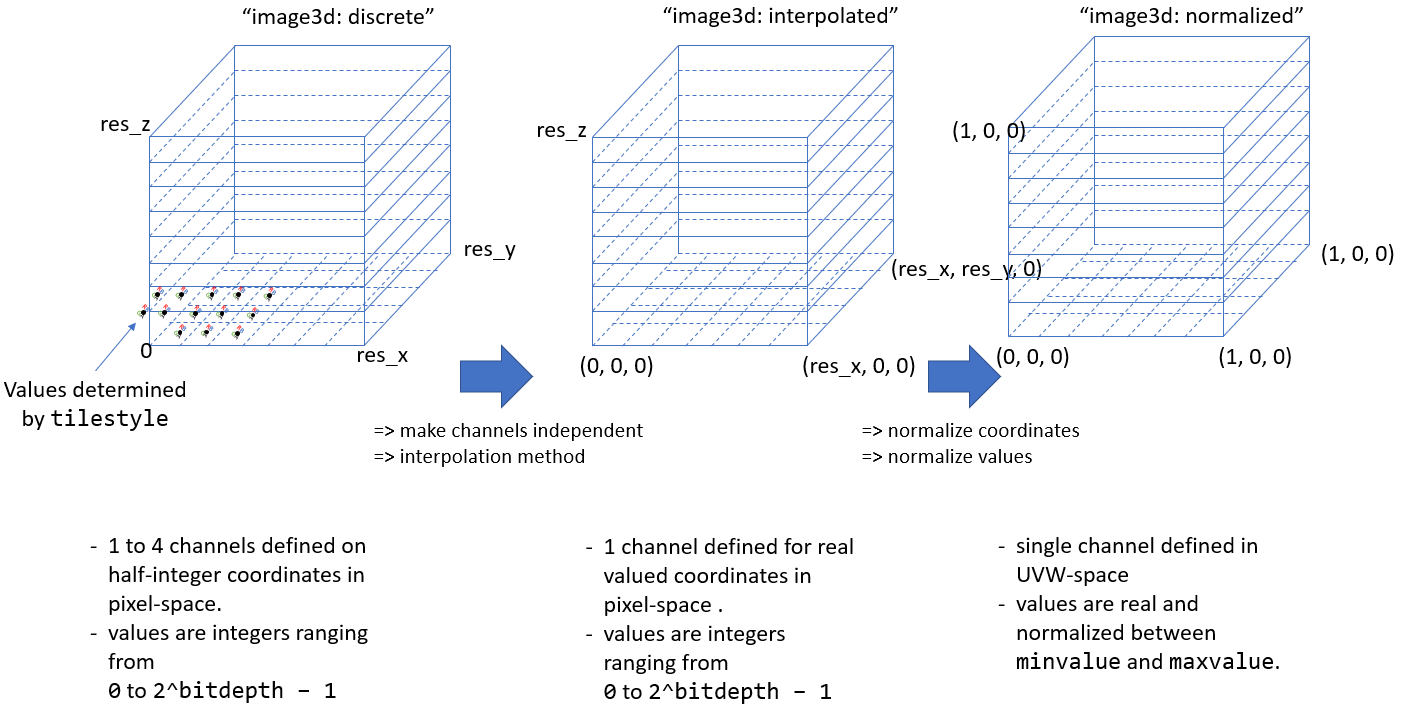 “image3d: discrete”
“image3d: interpolated”
“image3d: normalized”
res_z
res_y
0
res_x
Values determined
by tilestyle
res_z
(res_x, res_y, 0)
(0, 0, 0)
(res_x, 0, 0)
(1, 0, 0)
(1, 0, 0)
(0, 0, 0)
(1, 0, 0)
=> make channels independent
=> interpolation method
=> normalize coordinates
=> normalize values
- 1 to 4 channels defined on
half-integer coordinates in
pixel-space.
- values are integers ranging
from
0 to 2^bitdepth – 1
- 1 channel defined for real
valued coordinates in
pixel-space .
- values are integers
ranging from
0 to 2^bitdepth – 1
- single channel defined in
UVW-space
- values are real and
normalized between
minvalue and maxvalue.